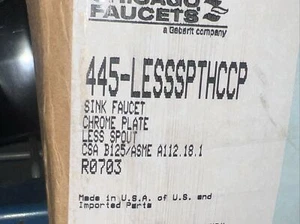 CHICAGO
FAUCETS
a Geberit company
445-LESSSPTHCCP
SINK FAUCET
CHROME PLATE
LESS SPOUT
CSA B125/ASME A112.18.1
R0703
Made in U.S.A. of U.S. and
Imported Parts